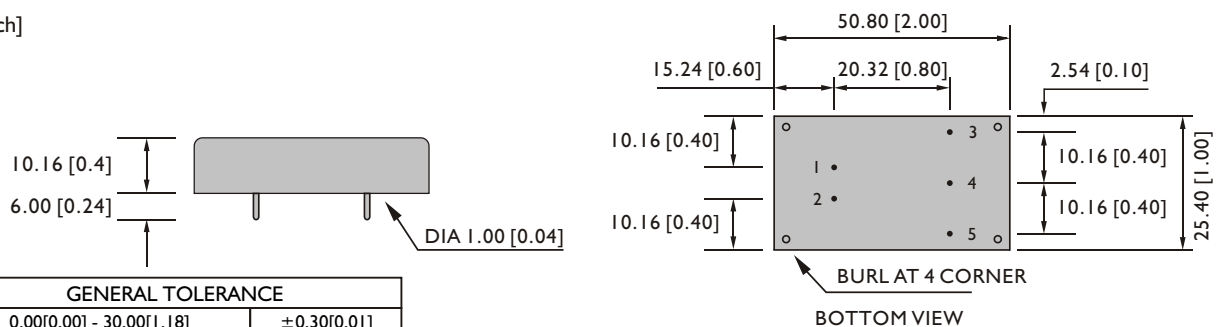 ch]
10.16 [0.4]
6.00 [0.24]
DIA 1.00 [0.04]
GENERAL TOLERANCE
0.00[0.00] - 30.00[1.18] ±0.30[0.01]
50.80 [2.00]
15.24 [0.60] 20.32 [0.80] 2.54 [0.10]
10.16 [0.40]
10.16 [0.40]
1
2
3
4
5
10.16 [0.40]
10.16 [0.40]
25.40 [1.00]
BURL AT 4 CORNER
BOTTOM VIEW